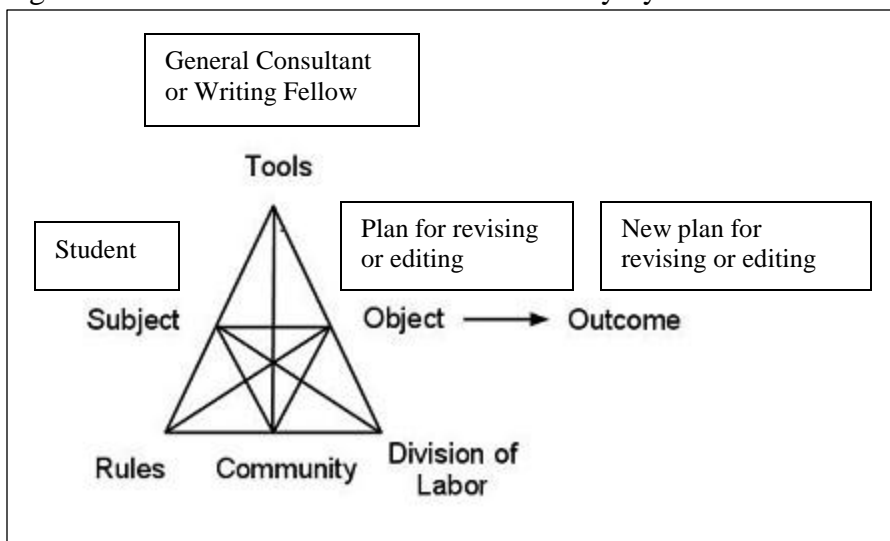 General Consultant
or Writing Fellow
Tools
Student
Plan for revising
or editing
New plan for
revising or editing
Subject
Object
Outcome
Rules
Community
Division of
Labor